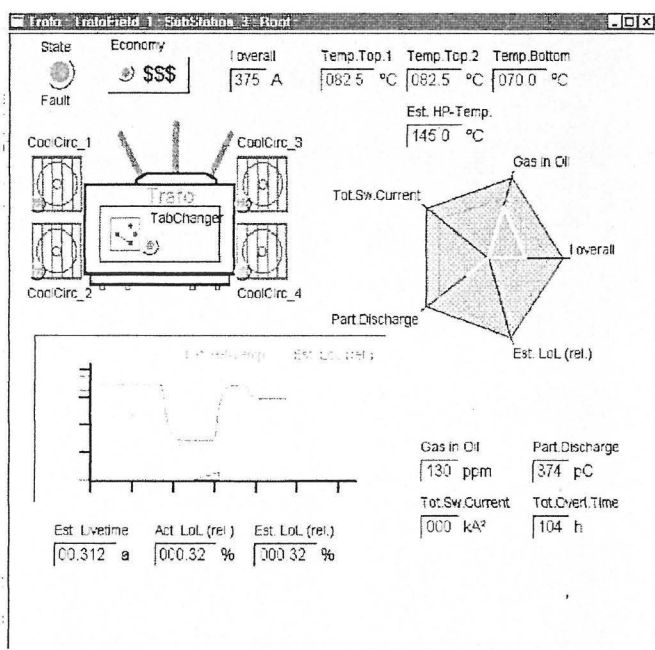 Trafo : TrafoField_1 : SubStation_3 : Root
State
Economy
I overall
Temp.Top.1
Temp.Top.2
Temp.Bottom
$$$
375 A
082.5 °C
082.5 °C
070.0 °C
Fault
Est. HP-Temp.
145.0 °C
CoolCirc_1
CoolCirc_3
Gas in Oil
Trafo
Tot.Sw.Current
TabChanger
I overall
CoolCirc_2
CoolCirc_4
Part.Discharge
Est. LoL (rel.)
Est. LoL (rel.)
Gas in Oil
Part.Discharge
130 ppm
374 pC
Tot.Sw.Current
Tot.Overl.Time
000 kA²
104 h
Est. Livetime
Act. LoL (rel.)
Est. LoL (rel.)
00.312 a
000.32 %
000.32 %